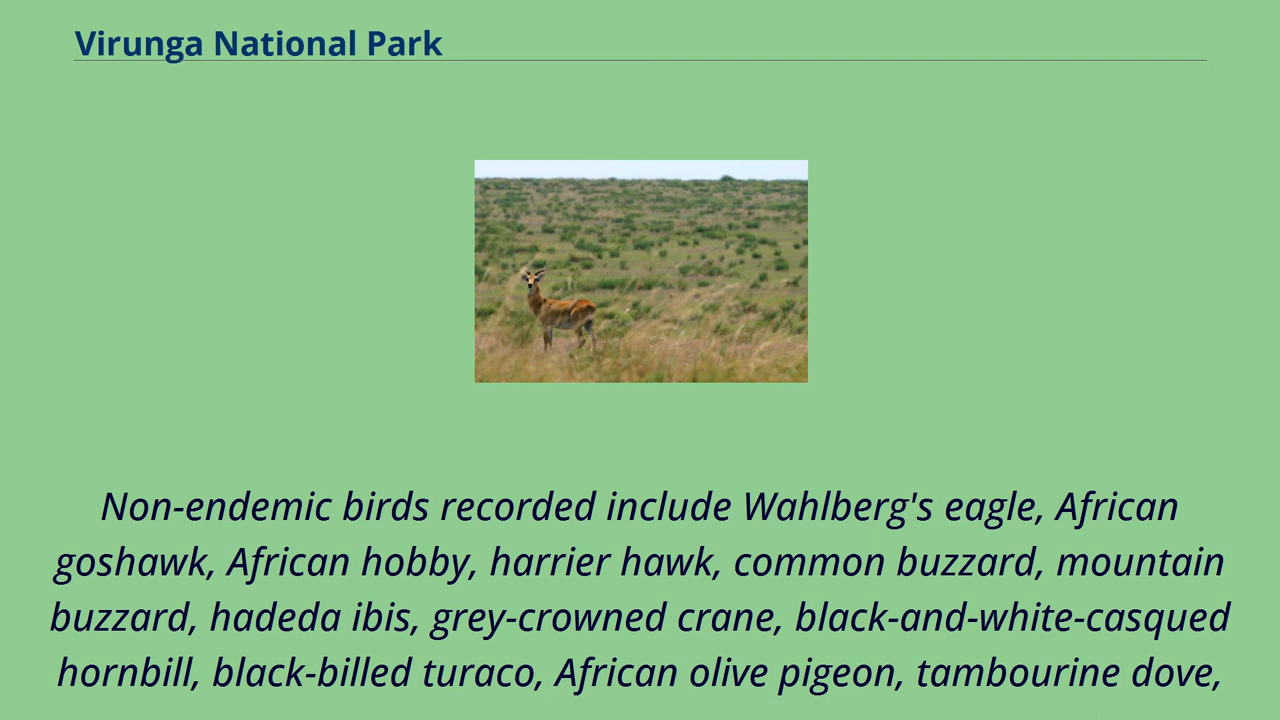 Virunga National Park
Non-endemic birds recorded include Wahlberg's eagle, African
goshawk, African hobby, harrier hawk, common buzzard, mountain
buzzard, hadeda ibis, grey-crowned crane, black-and-white-casqued
hornbill, black-billed turaco, African olive pigeon, tambourine dove,